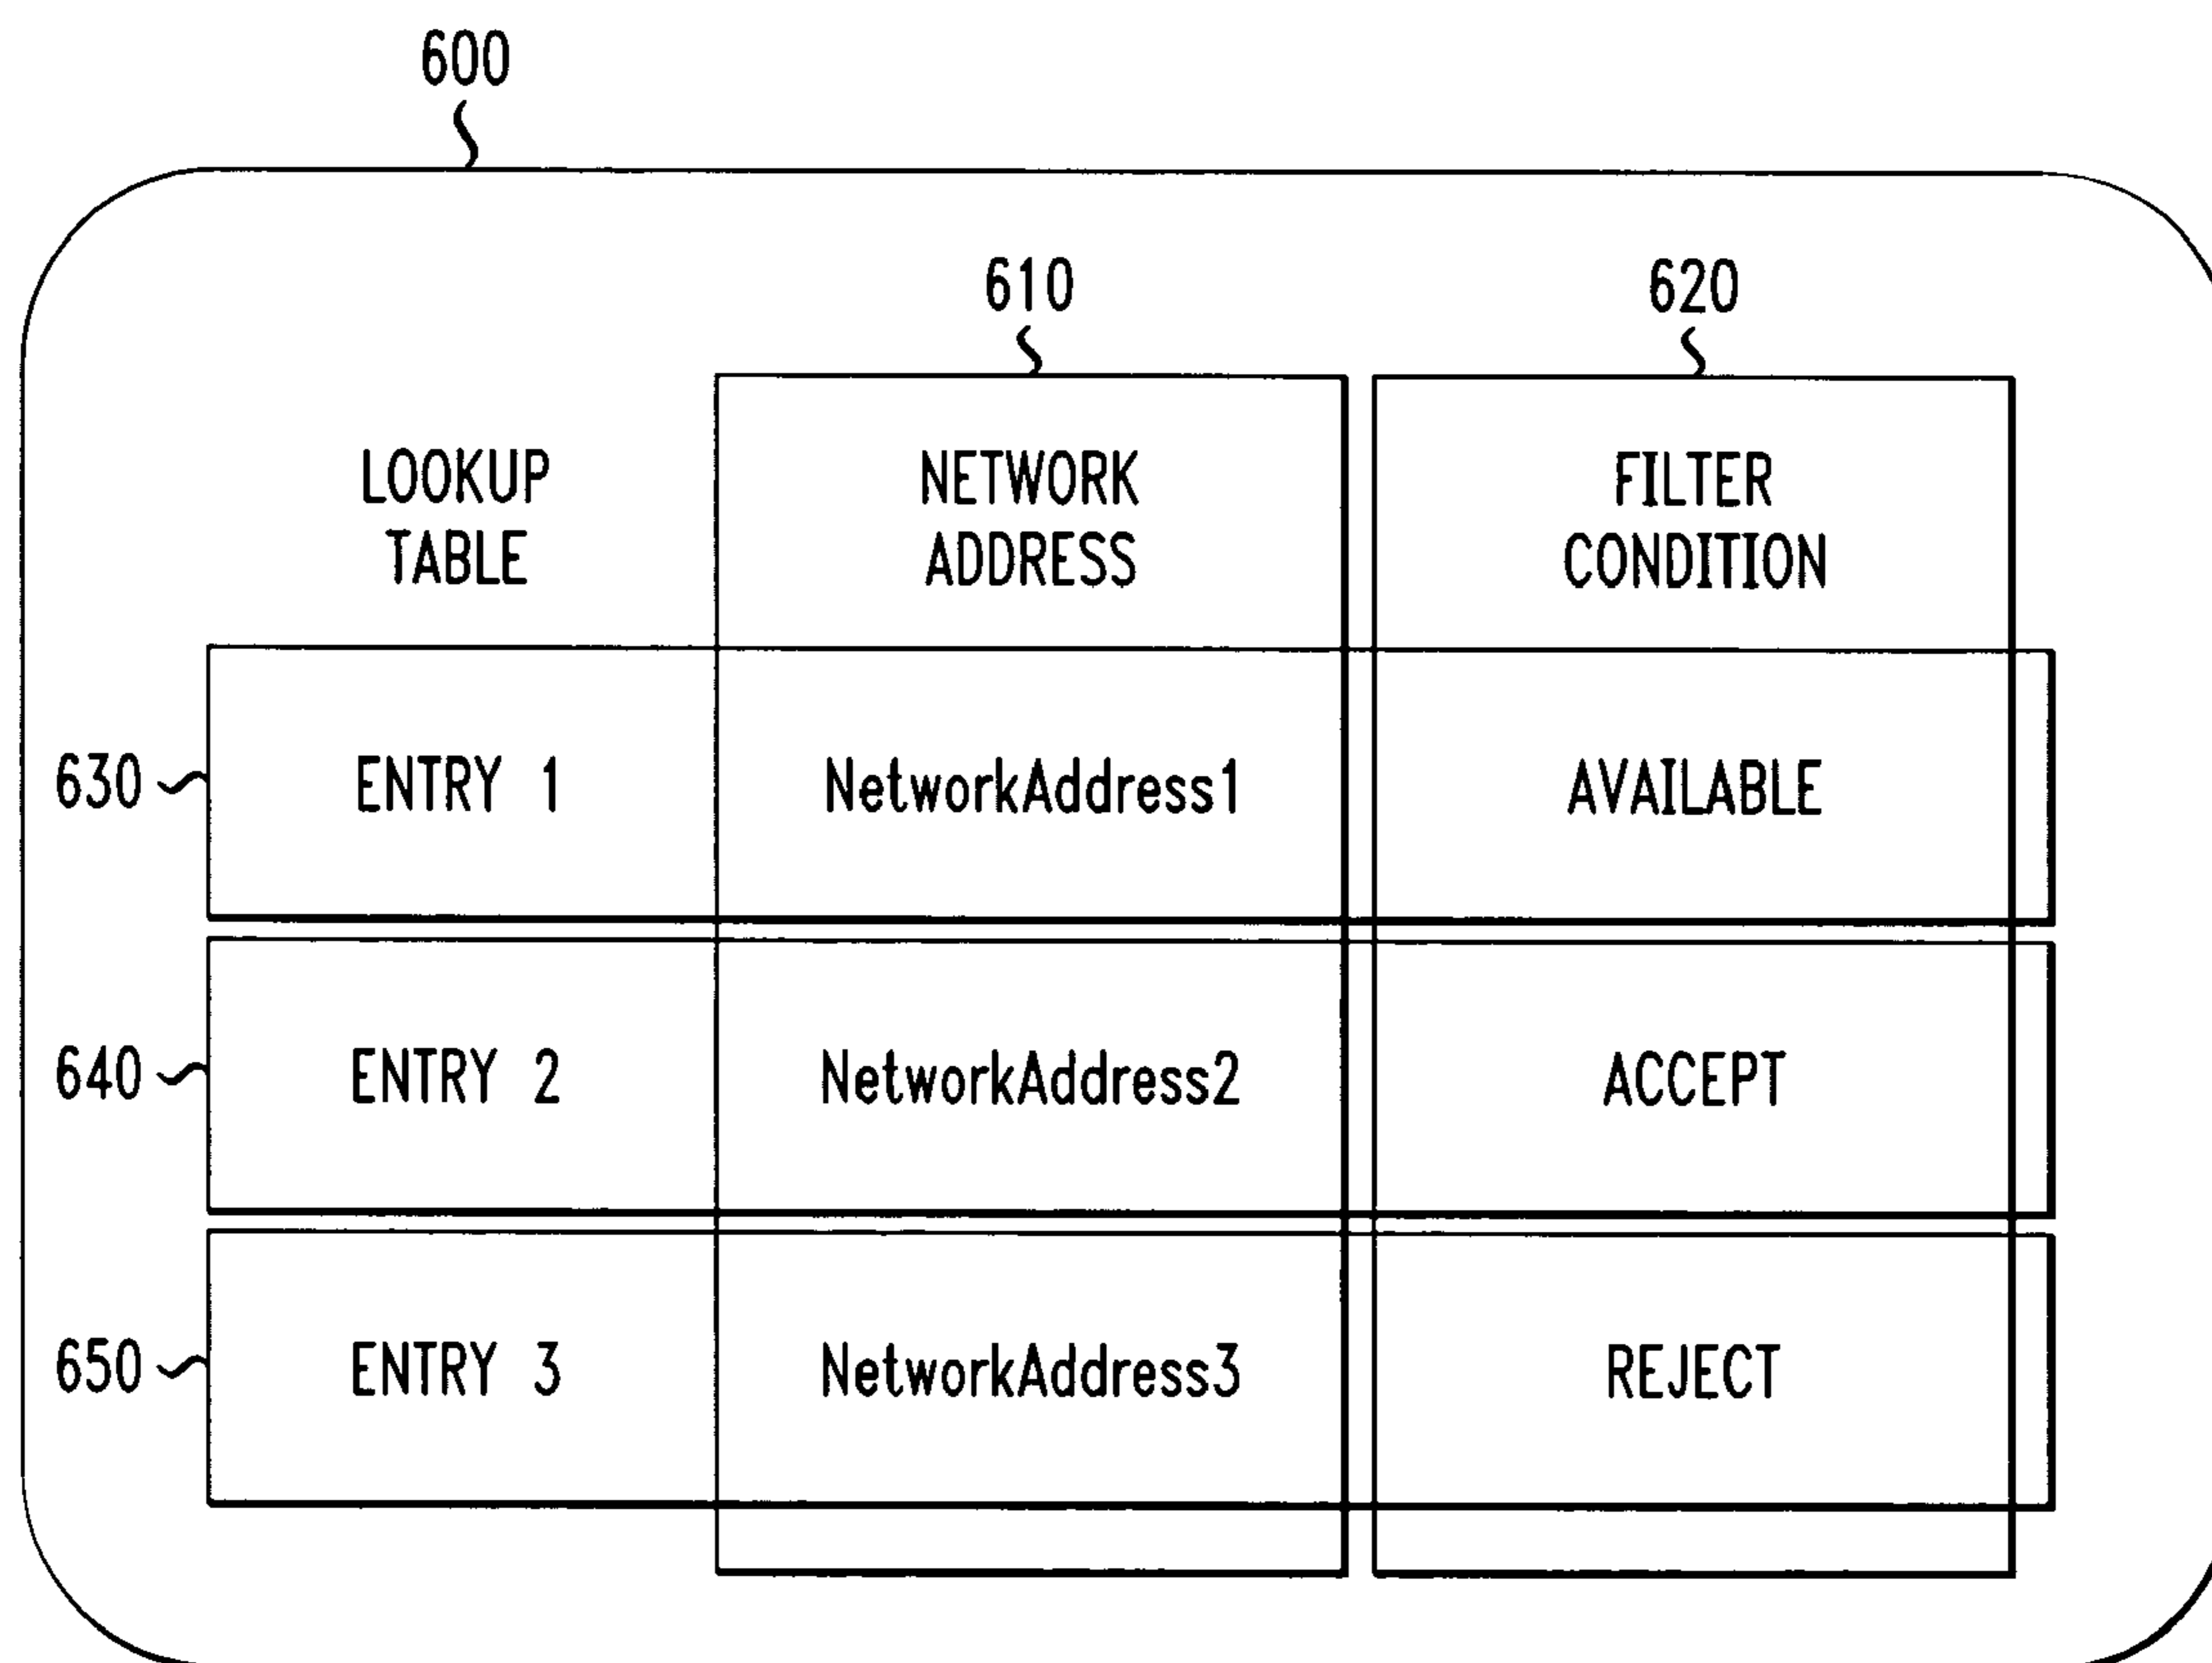 600
610
620
LOOKUP
TABLE
NETWORK
ADDRESS
FILTER
CONDITION
630
ENTRY 1
NetworkAddress1
AVAILABLE
640
ENTRY 2
NetworkAddress2
ACCEPT
650
ENTRY 3
NetworkAddress3
REJECT